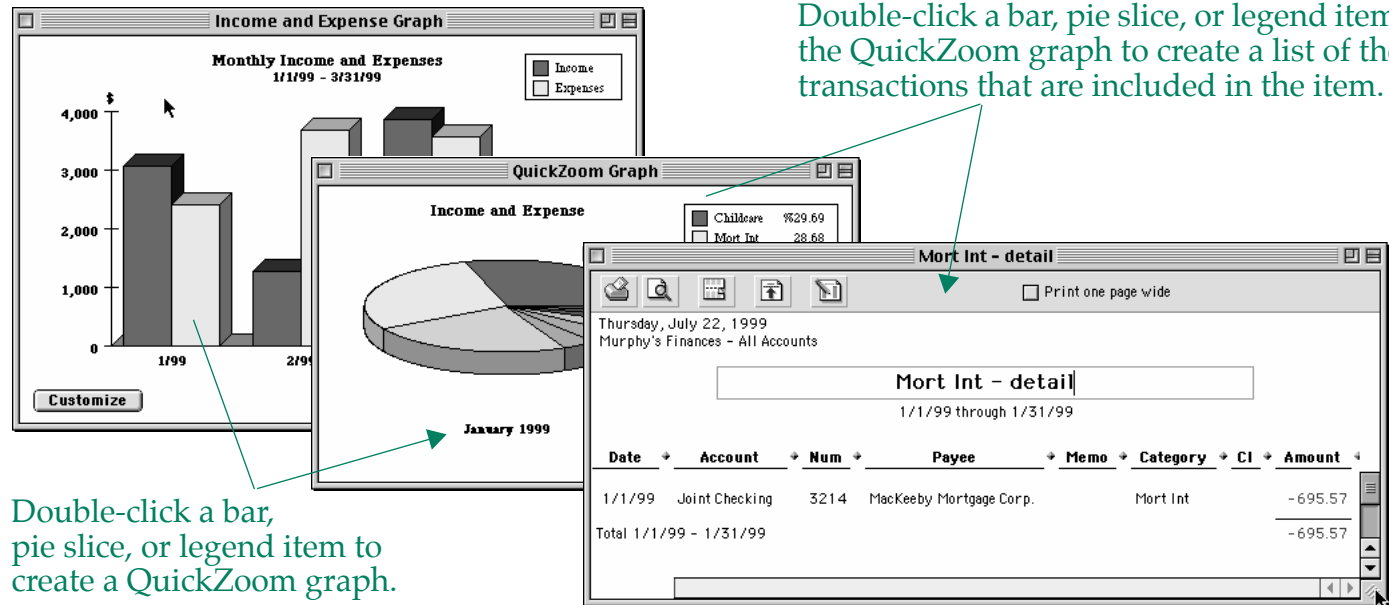 Income and Expense Graph
Monthly Income and Expenses
1/1/99 - 3/31/99
Income
Expenses
$
4,000
3,000
2,000
1,000
0
1/99
2/99
Customize
Double-click a bar, pie slice, or legend item
the QuickZoom graph to create a list of the
transactions that are included in the item.
QuickZoom Graph
Income and Expense
Childcare %29.69
Mort Int 28.68
January 1999
Mort Int - detail
Print one page wide
Thursday, July 22, 1999
Murphy's Finances - All Accounts
Mort Int - detail
1/1/99 through 1/31/99
Date Account Num Payee Memo Category Cl Amount
1/1/99 Joint Checking 3214 MacKeeby Mortgage Corp. Mort Int -695.57
Total 1/1/99 - 1/31/99 -695.57
Double-click a bar,
pie slice, or legend item to
create a QuickZoom graph.